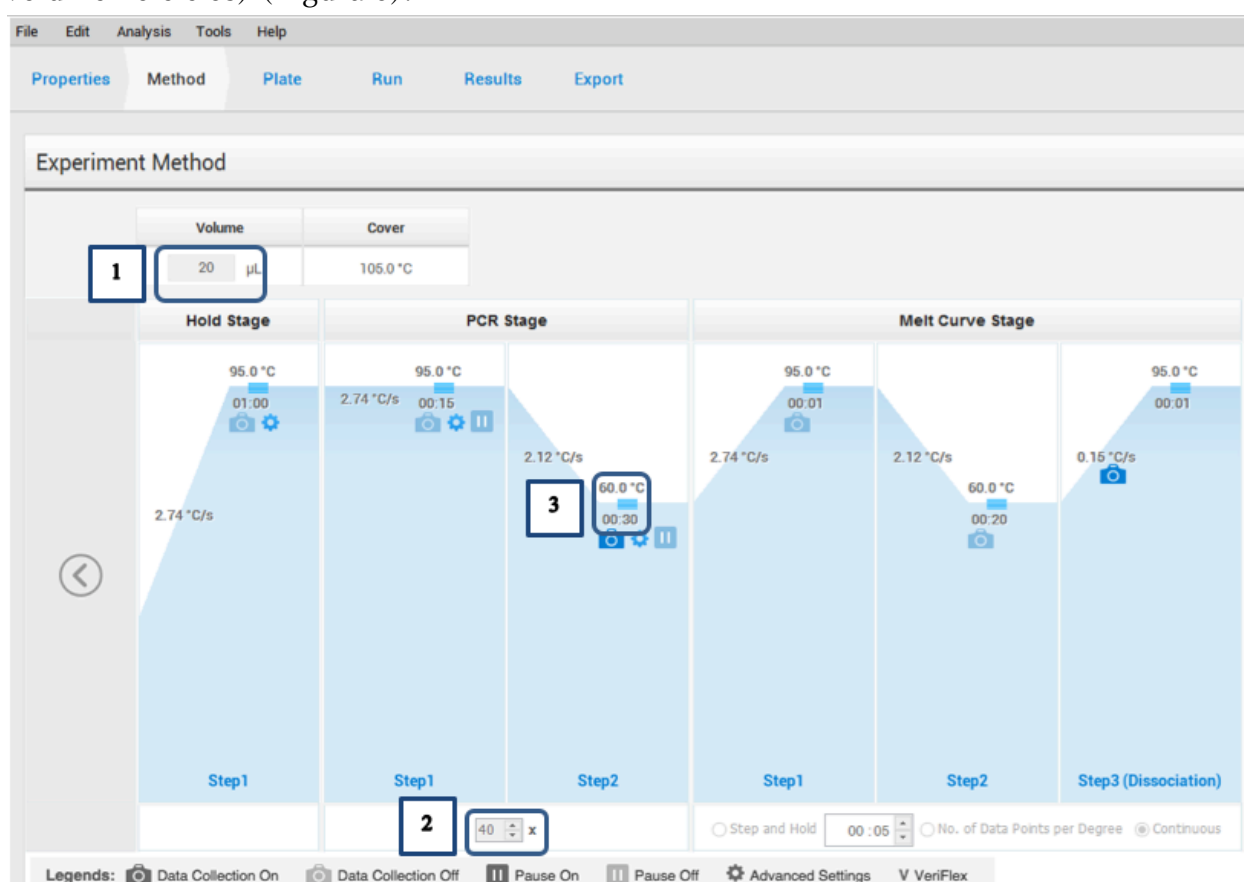 File Edit Analysis Tools Help
Properties Method Plate Run Results Export
Experiment Method
Volume Cover
1 20 µL 105.0 °C
Hold Stage PCR Stage Melt Curve Stage
95.0 °C 95.0 °C 95.0 °C 95.0 °C
01:00 2.74 °C/s 00:15 00:01 00:01
2.12 °C/s 2.74 °C/s 2.12 °C/s 0.15 °C/s
3 60.0 °C 60.0 °C
2.74 °C/s 00:30 00:20
Step1 Step1 Step2 Step1 Step2 Step3 (Dissociation)
2 40 x Step and Hold 00 : 05 No. of Data Points per Degree Continuous
Legends: Data Collection On Data Collection Off Pause On Pause Off Advanced Settings V VeriFlex